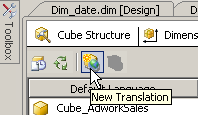 Toolbox
Dim_date.dim [Design]
Cube Structure
Dimens
Default Language
New Translation
Cube_AdworkSales